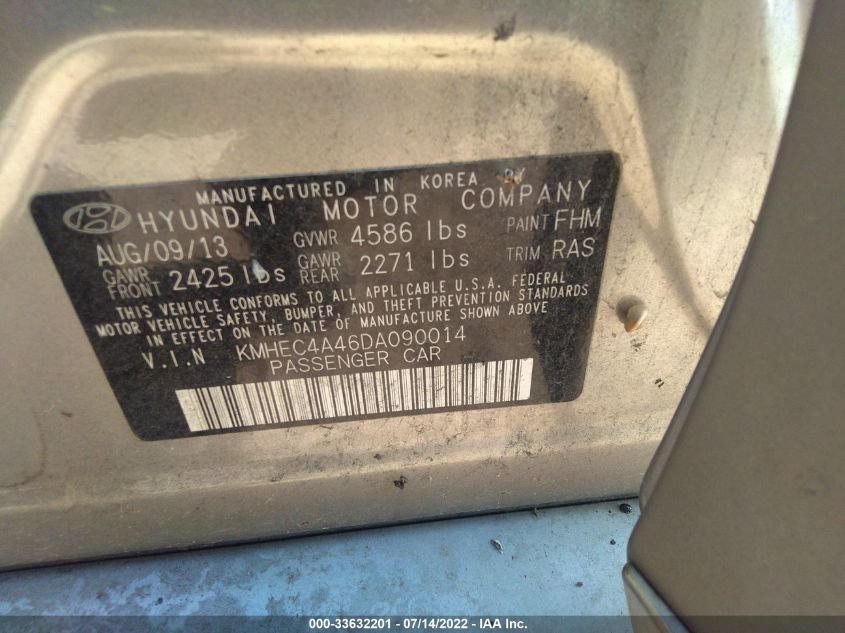 MANUFACTURED IN KOREA BY
HYUNDAI MOTOR COMPANY
AUG/09/13 GVWR 4586 lbs PAINT FHM
GAWR FRONT 2425 lbs GAWR REAR 2271 lbs TRIM RAS
THIS VEHICLE CONFORMS TO ALL APPLICABLE U.S.A. FEDERAL
MOTOR VEHICLE SAFETY, BUMPER, AND THEFT PREVENTION STANDARDS
IN EFFECT ON THE DATE OF MANUFACTURE SHOWN ABOVE
V.I.N KMHEC4A46DA090014
PASSENGER CAR
000-33632201 - 07/14/2022 - IAA Inc.